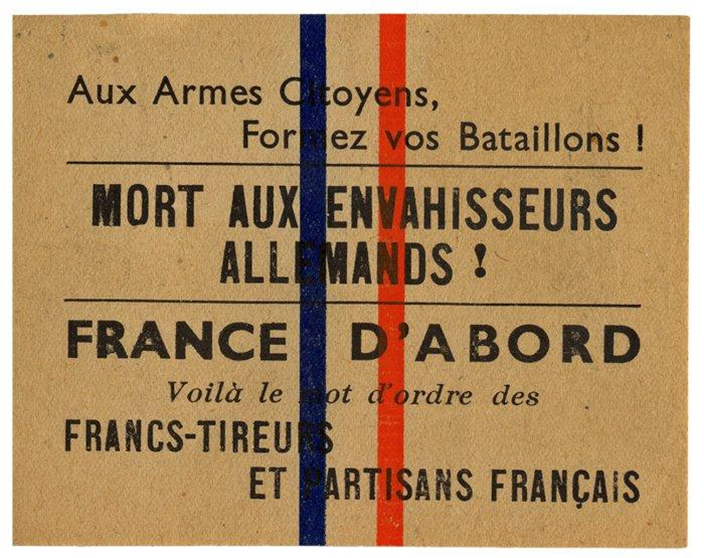 Aux Armes Citoyens,
Formez vos Bataillons !
MORT AUX ENVAHISSEURS
ALLEMANDS !
FRANCE D'ABORD
Voilà le mot d'ordre des
FRANCS-TIREURS
ET PARTISANS FRANÇAIS